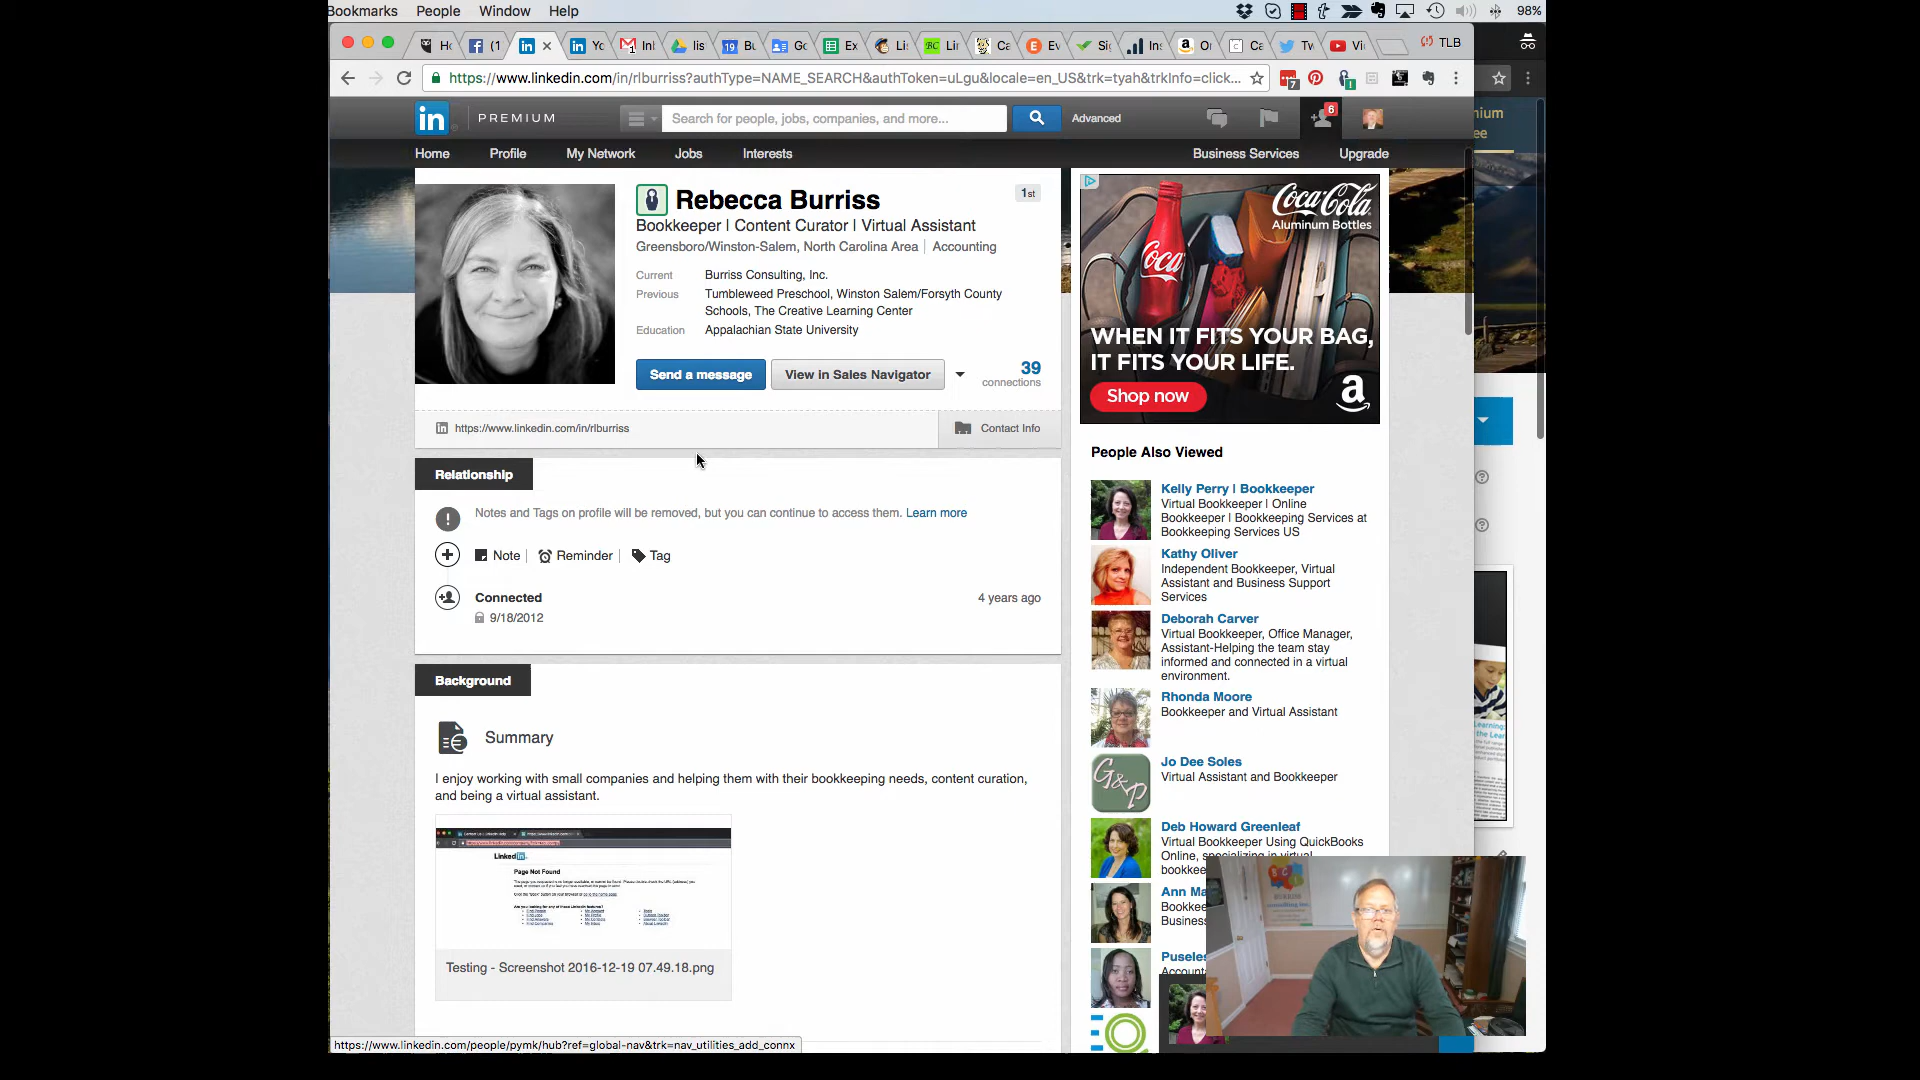 Bookmarks People Window Help
98%
TLB
https://www.linkedin.com/in/rlburriss?authType=NAME_SEARCH&authToken=uLgu&locale=en_US&trk=tyah&trkInfo=click...
in PREMIUM
Search for people, jobs, companies, and more...
Advanced
6
Home Profile My Network Jobs Interests
Business Services Upgrade
Rebecca Burriss
1st
Bookkeeper | Content Curator | Virtual Assistant
Greensboro/Winston-Salem, North Carolina Area | Accounting
Current Burriss Consulting, Inc.
Previous Tumbleweed Preschool, Winston Salem/Forsyth County
Schools, The Creative Learning Center
Education Appalachian State University
Send a message
View in Sales Navigator
39
connections
https://www.linkedin.com/in/rlburriss
Contact Info
Relationship
Notes and Tags on profile will be removed, but you can continue to access them. Learn more
Note | Reminder | Tag
Connected
4 years ago
9/18/2012
Background
Summary
I enjoy working with small companies and helping them with their bookkeeping needs, content curation,
and being a virtual assistant.
LinkedIn
Page Not Found
Testing - Screenshot 2016-12-19 07.49.18.png
Coca-Cola
Aluminum Bottles
WHEN IT FITS YOUR BAG,
IT FITS YOUR LIFE.
Shop now
People Also Viewed
Kelly Perry | Bookkeeper
Virtual Bookkeeper | Online
Bookkeeper | Bookkeeping Services at
Bookkeeping Services US
Kathy Oliver
Independent Bookkeeper, Virtual
Assistant and Business Support
Services
Deborah Carver
Virtual Bookkeeper, Office Manager,
Assistant-Helping the team stay
informed and connected in a virtual
environment.
Rhonda Moore
Bookkeeper and Virtual Assistant
G&P
Jo Dee Soles
Virtual Assistant and Bookkeeper
Deb Howard Greenleaf
Virtual Bookkeeper Using QuickBooks
Online, specializing in virtual
Ann
https://www.linkedin.com/people/pymk/hub?ref=global-nav&trk=nav_utilities_add_connx